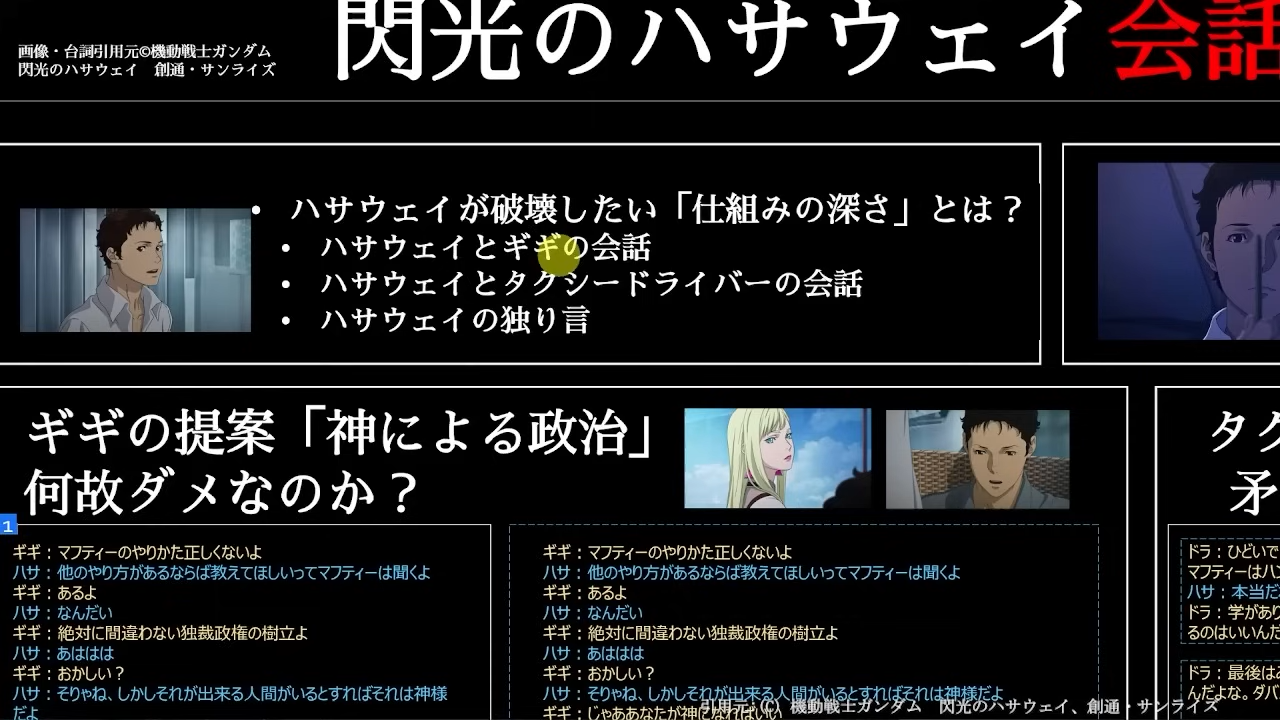 画像・台詞引用元©機動戦士ガンダム
閃光のハサウェイ　創通・サンライズ
閃光のハサウェイ会話
• ハサウェイが破壊したい「仕組みの深さ」とは？
• ハサウェイとギギの会話
• ハサウェイとタクシードライバーの会話
• ハサウェイの独り言
ギギの提案「神による政治」
何故ダメなのか？
1
ギギ：マフティーのやりかた正しくないよ
ハサ：他のやり方があるならば教えてほしいってマフティーは聞くよ
ギギ：あるよ
ハサ：なんだい
ギギ：絶対に間違わない独裁政権の樹立よ
ハサ：あははは
ギギ：おかしい？
ハサ：そりゃね、しかしそれが出来る人間がいるとすればそれは神様
だよ
ギギ：マフティーのやりかた正しくないよ
ハサ：他のやり方があるならば教えてほしいってマフティーは聞くよ
ギギ：あるよ
ハサ：なんだい
ギギ：絶対に間違わない独裁政権の樹立よ
ハサ：あははは
ギギ：おかしい？
ハサ：そりゃね、しかしそれが出来る人間がいるとすればそれは神様だよ
ギギ：じゃああなたが神になればいい
タク
矛
ドラ：ひどいで
マフティーはハン
ハサ：本当だ
ドラ：学があり
るのはいいんだ
ドラ：最後はお
んだよな。ダバ
引用元:(C) 機動戦士ガンダム　閃光のハサウェイ、創通・サンライズ